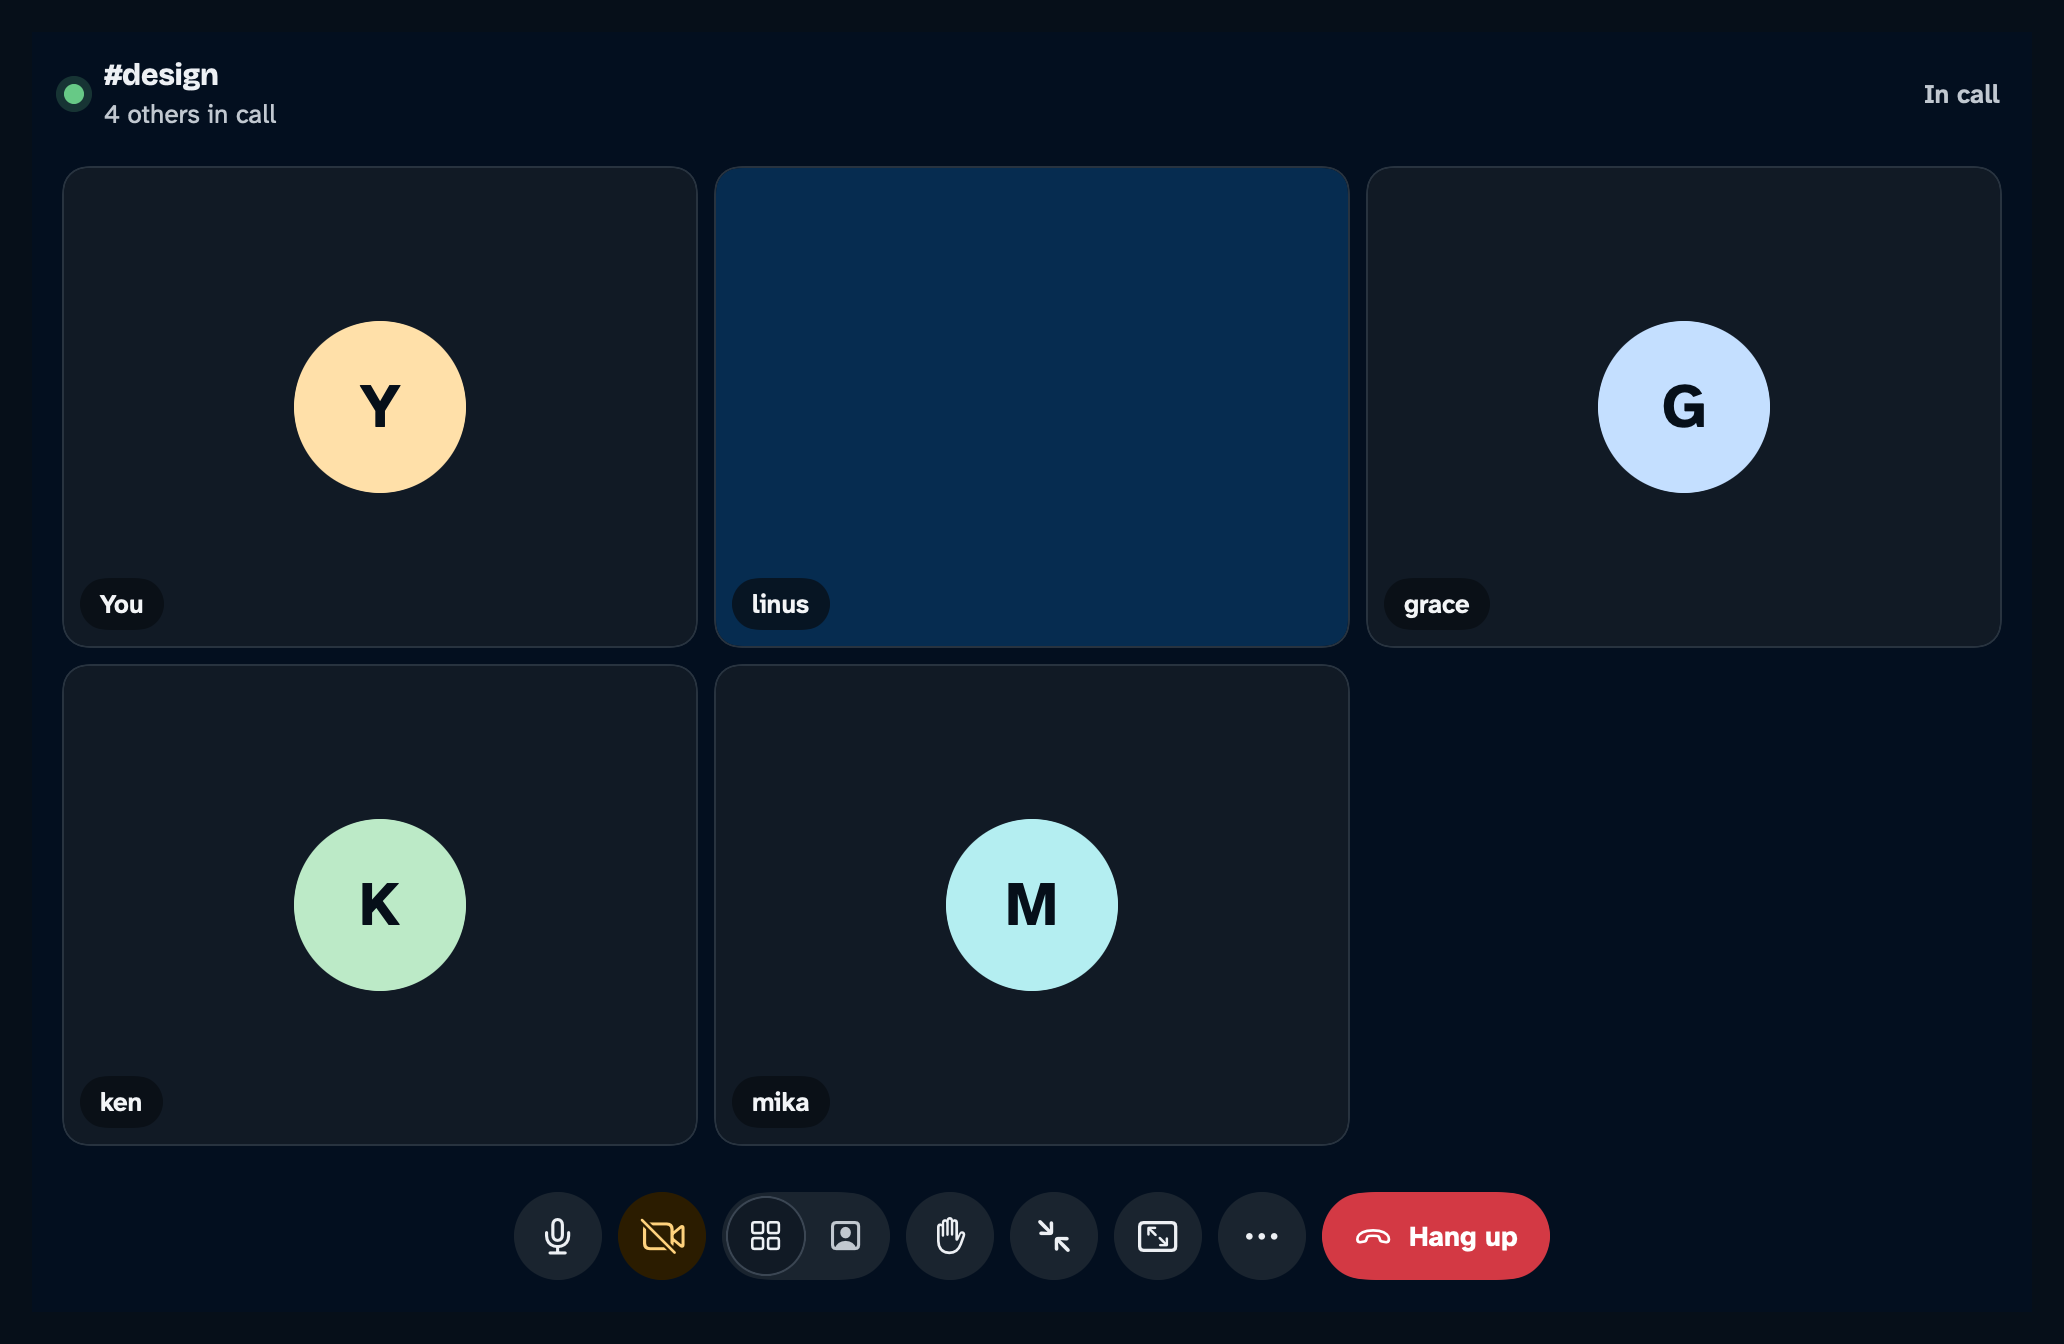 #design
4 others in call
In call
Y
G
You
linus
grace
K
M
ken
mika
Hang up